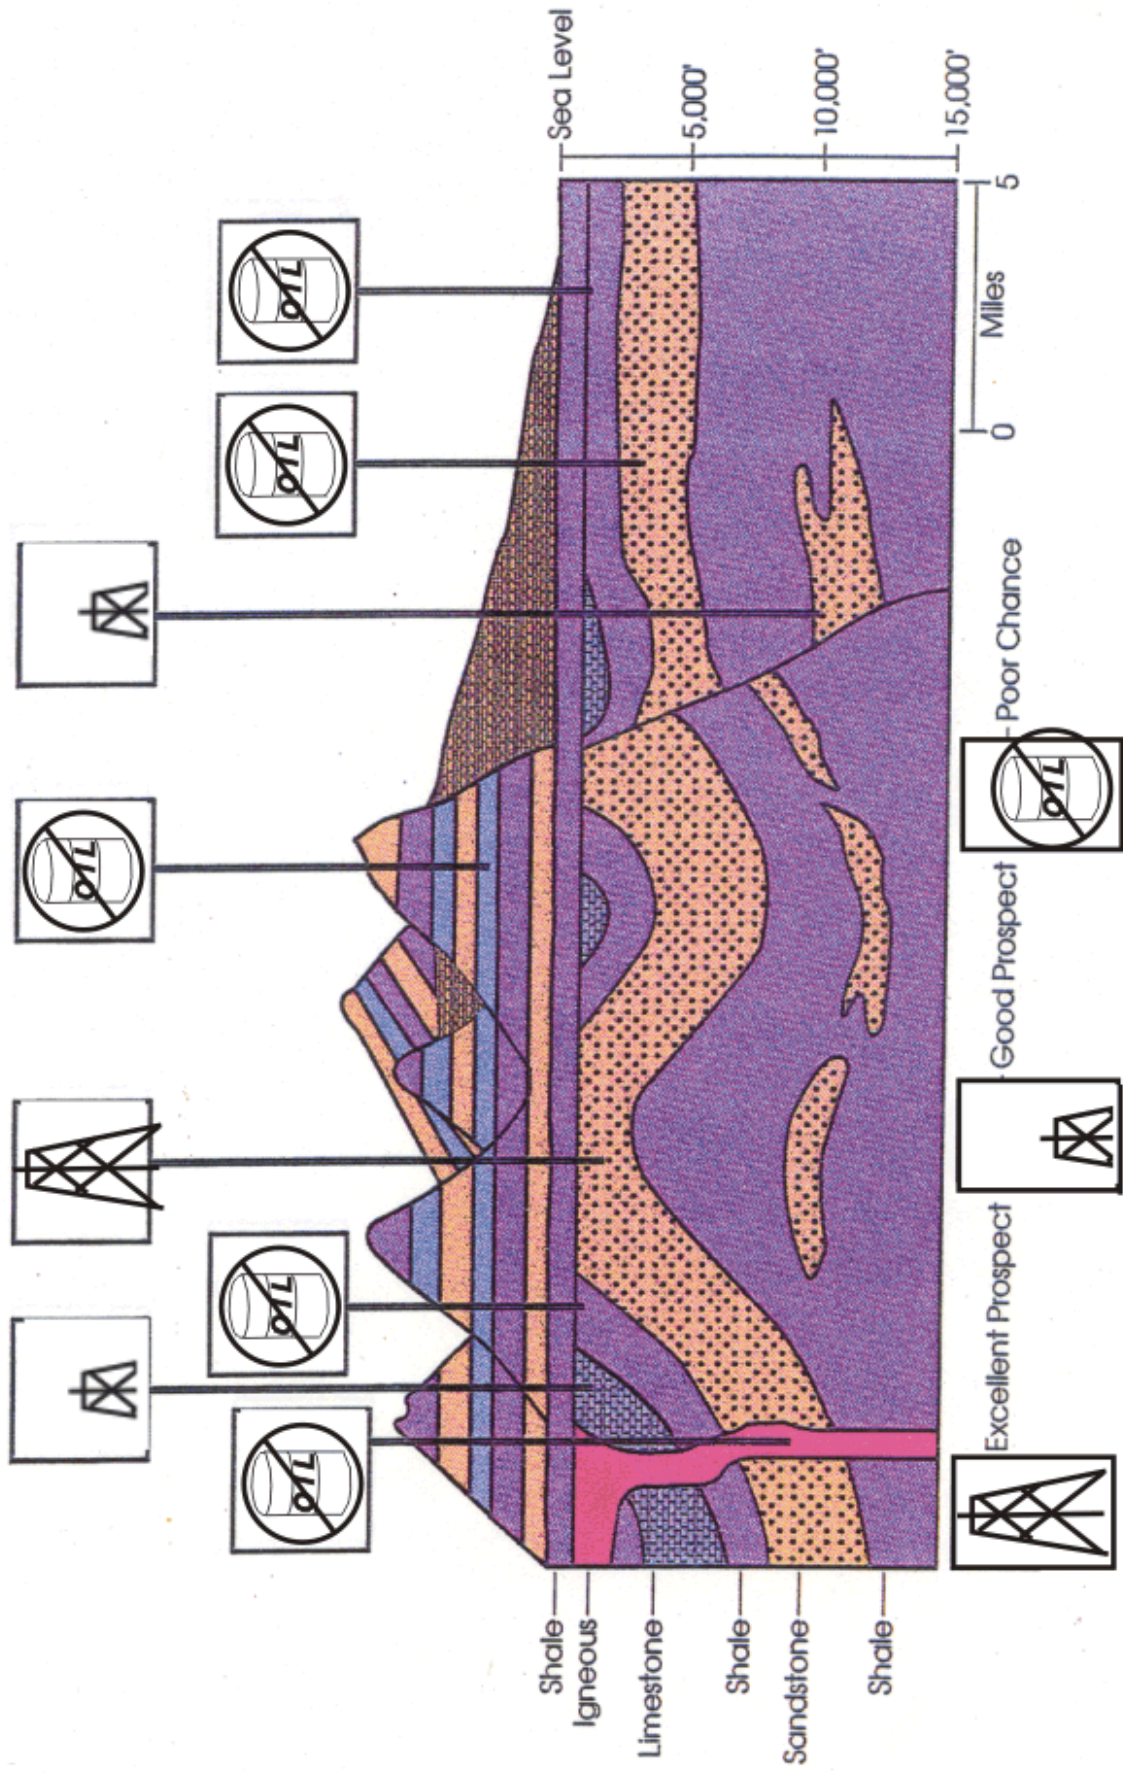 OIL
OIL
OIL
OIL
OIL
Sea Level
5,000'
10,000'
15,000'
Shale
Igneous
Limestone
Shale
Sandstone
Shale
0 Miles 5
Excellent Prospect
Good Prospect
OIL
Poor Chance